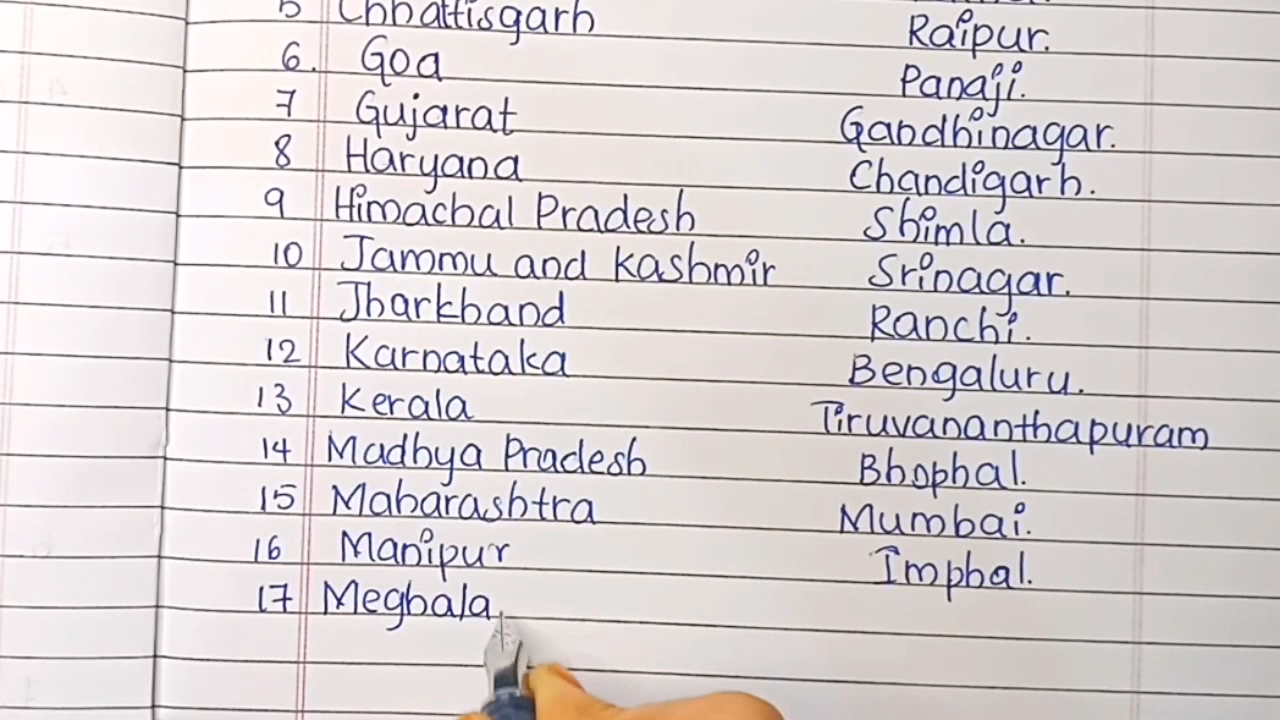 5 Chhattisgarh Raipur.
6. Goa Panaji.
7 Gujarat Gandhinagar.
8 Haryana Chandigarh.
9 Himachal Pradesh Shimla.
10 Jammu and Kashmir Srinagar.
11 Jharkhand Ranchi.
12 Karnataka Bengaluru.
13 Kerala Tiruvananthapuram
14 Madhya Pradesh Bhophal.
15 Maharashtra Mumbai.
16 Manipur Imphal.
17 Meghala